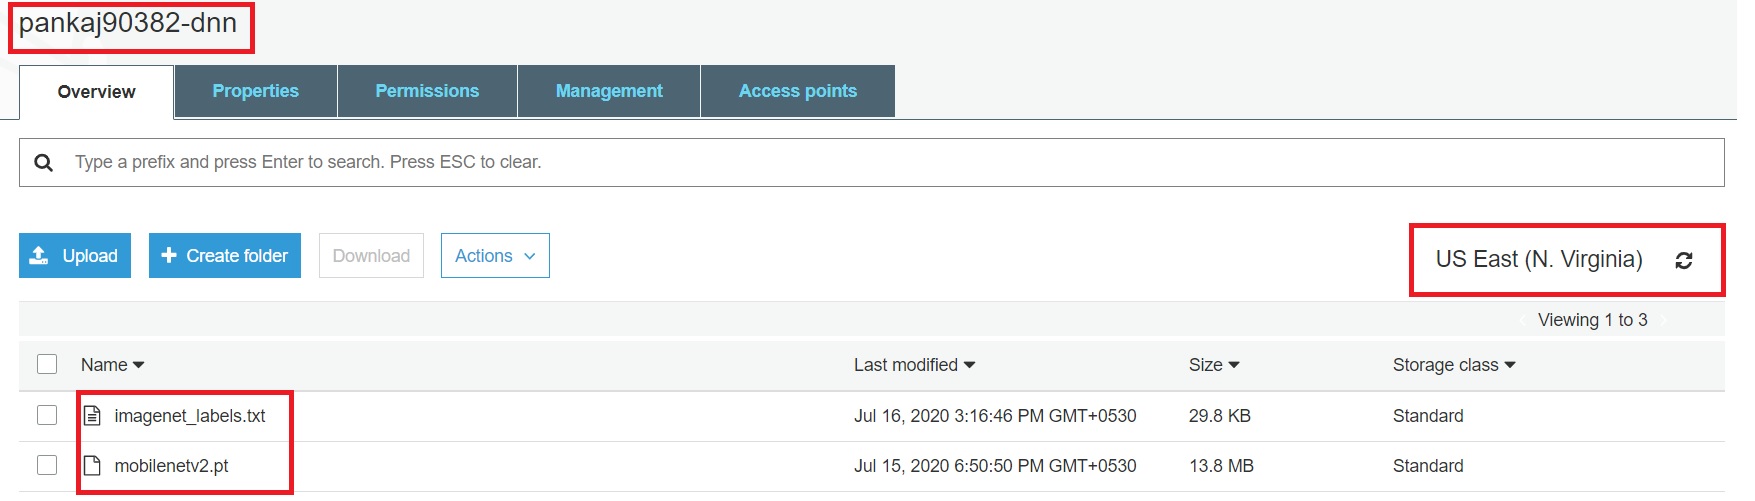 pankaj90382-dnn
Overview Properties Permissions Management Access points
Type a prefix and press Enter to search. Press ESC to clear.
Upload Create folder Download Actions US East (N. Virginia)
Viewing 1 to 3
Name Last modified Size Storage class
imagenet_labels.txt Jul 16, 2020 3:16:46 PM GMT+0530 29.8 KB Standard
mobilenetv2.pt Jul 15, 2020 6:50:50 PM GMT+0530 13.8 MB Standard